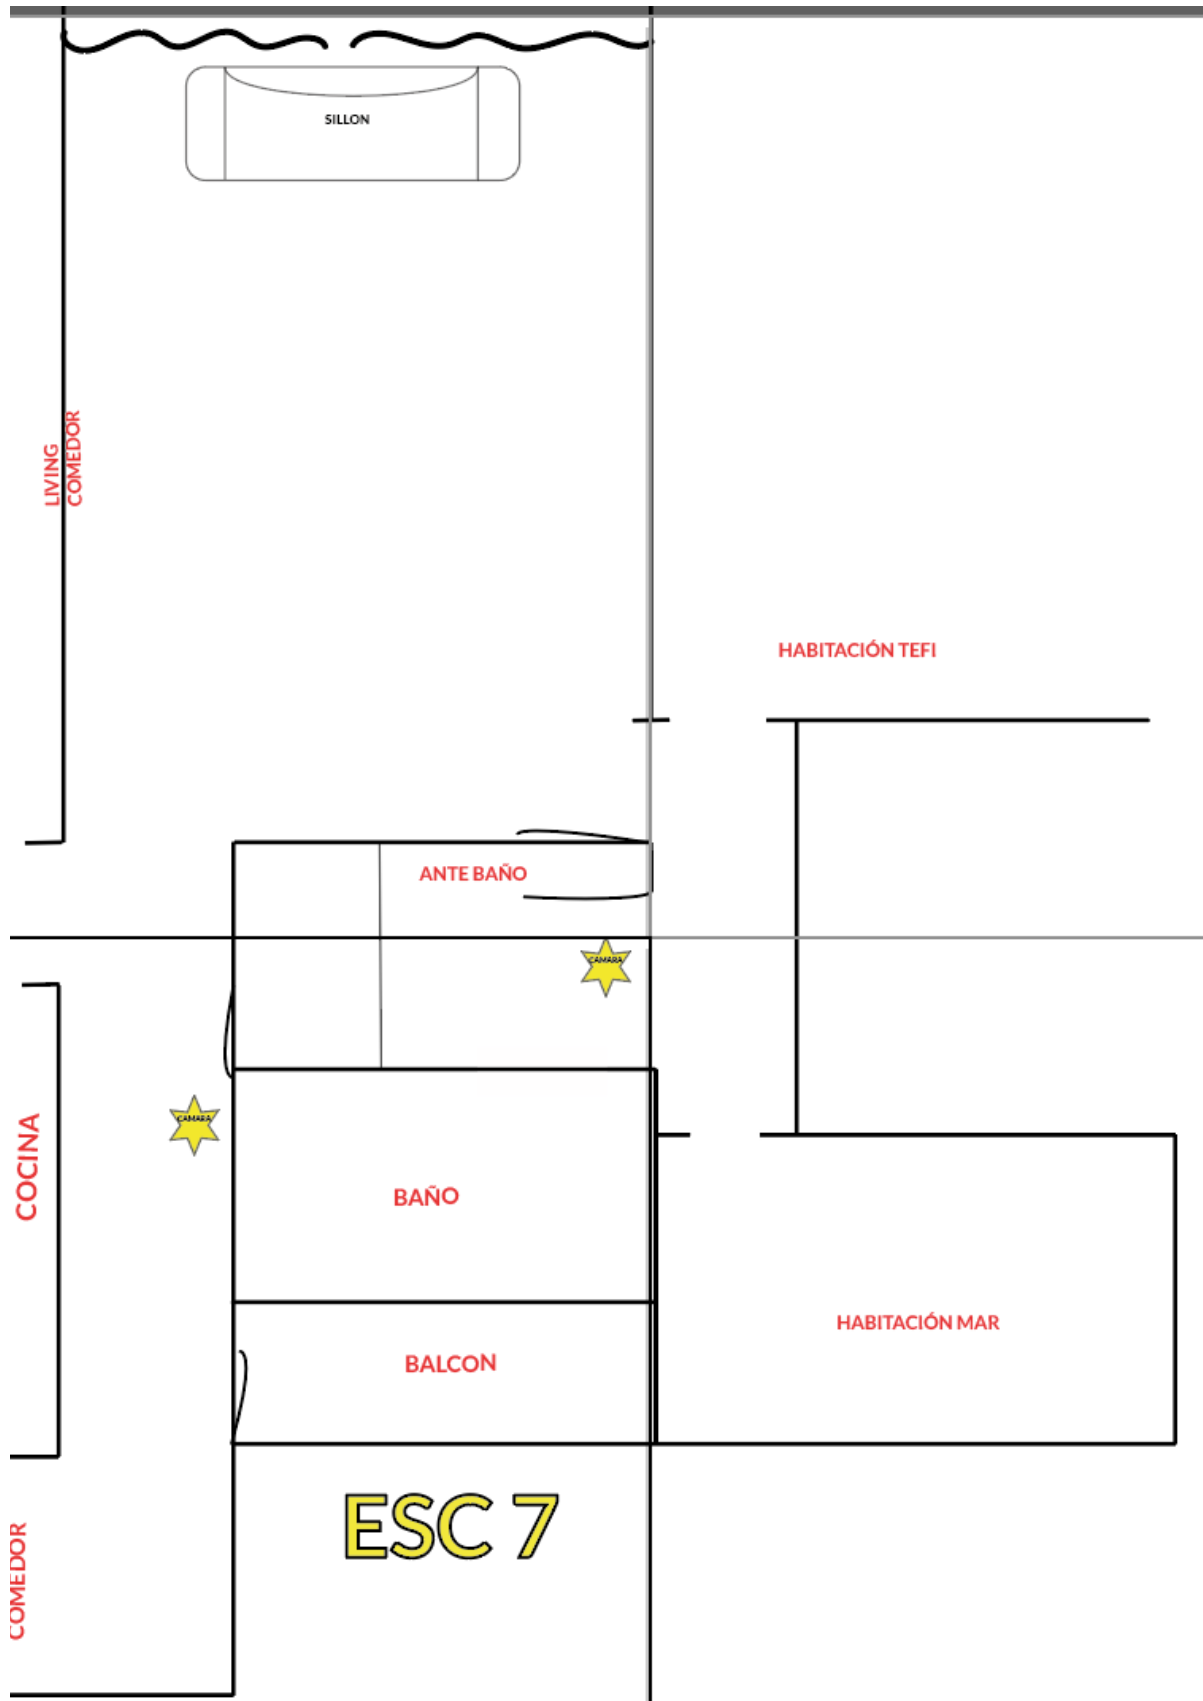 SILLON
LIVING
COMEDOR
HABITACIÓN TEFI
ANTE BAÑO
CAMARA
CAMARA
COCINA
BAÑO
HABITACIÓN MAR
BALCON
ESC 7
COMEDOR